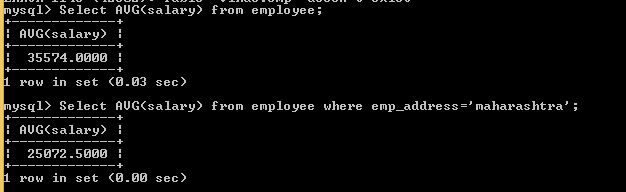 mysql> Select AVG(salary) from employee;
+-------------+
| AVG(salary) |
+-------------+
| 35574.0000 |
+-------------+
1 row in set (0.03 sec)
mysql> Select AVG(salary) from employee where emp_address='maharashtra';
+-------------+
| AVG(salary) |
+-------------+
| 25072.5000 |
+-------------+
1 row in set (0.00 sec)